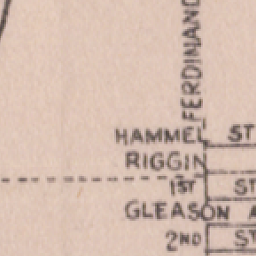 FERDINAND
HAMMEL ST
RIGGIN
1ST ST
GLEASON A
2ND ST